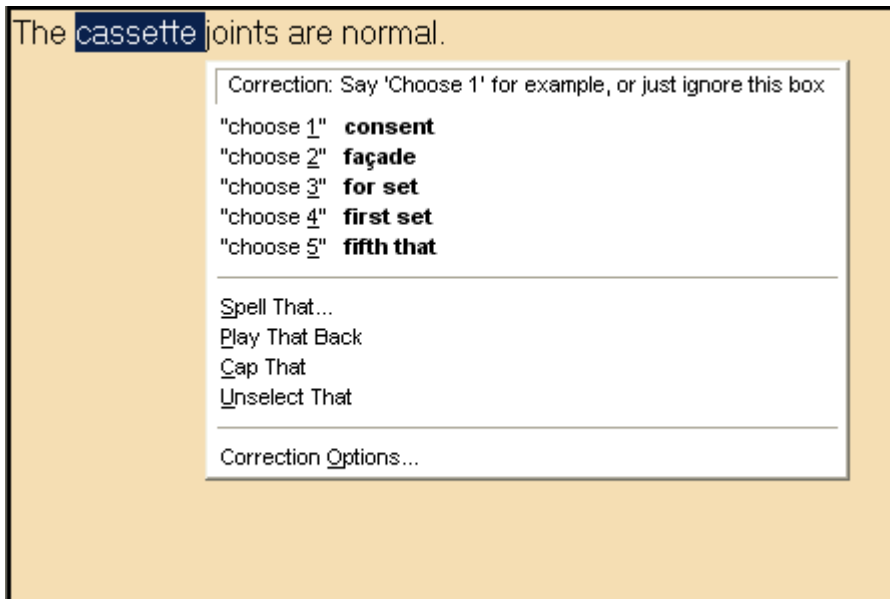 The cassette joints are normal.
Correction: Say 'Choose 1' for example, or just ignore this box
"choose 1" consent
"choose 2" façade
"choose 3" for set
"choose 4" first set
"choose 5" fifth that
Spell That...
Play That Back
Cap That
Unselect That
Correction Options...